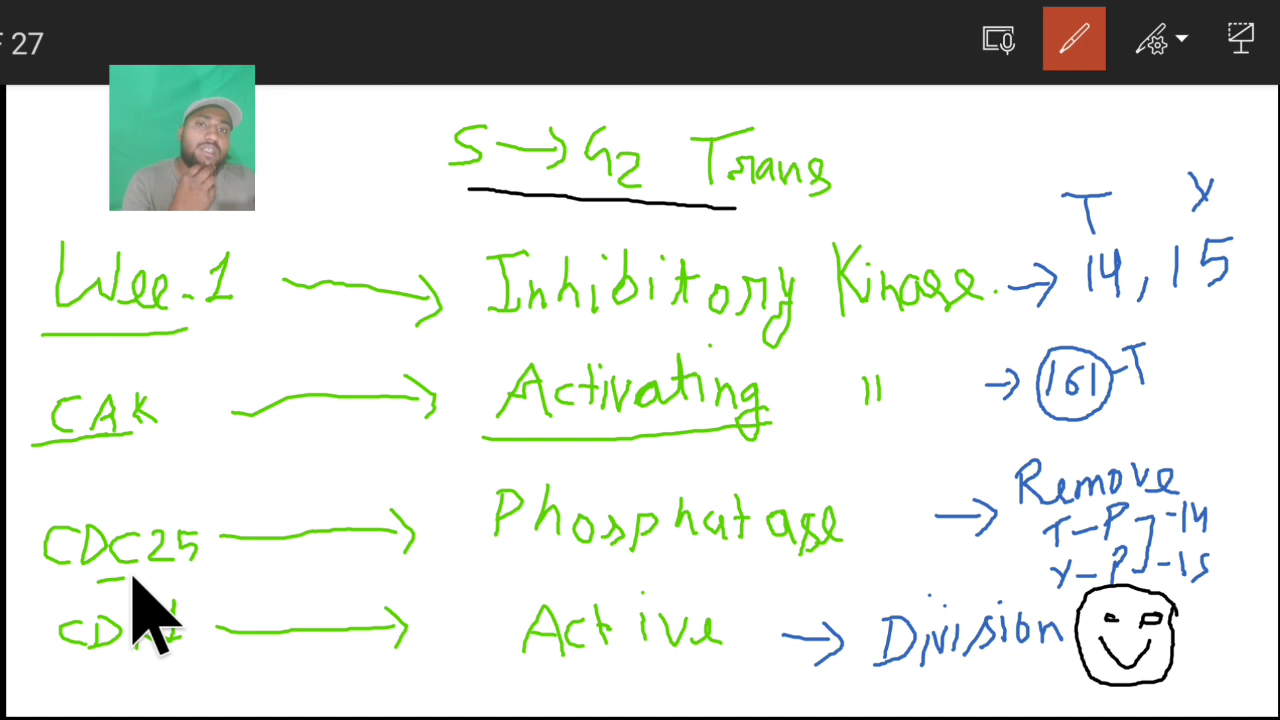 27
S → G2 Trans
T Y
Wee-1 → Inhibitory Kinase. → 14, 15
CAK → Activating " → 161-T
CDC25 → Phosphatase → Remove
T-P ] -14
Y-P ] -15
Active → Division